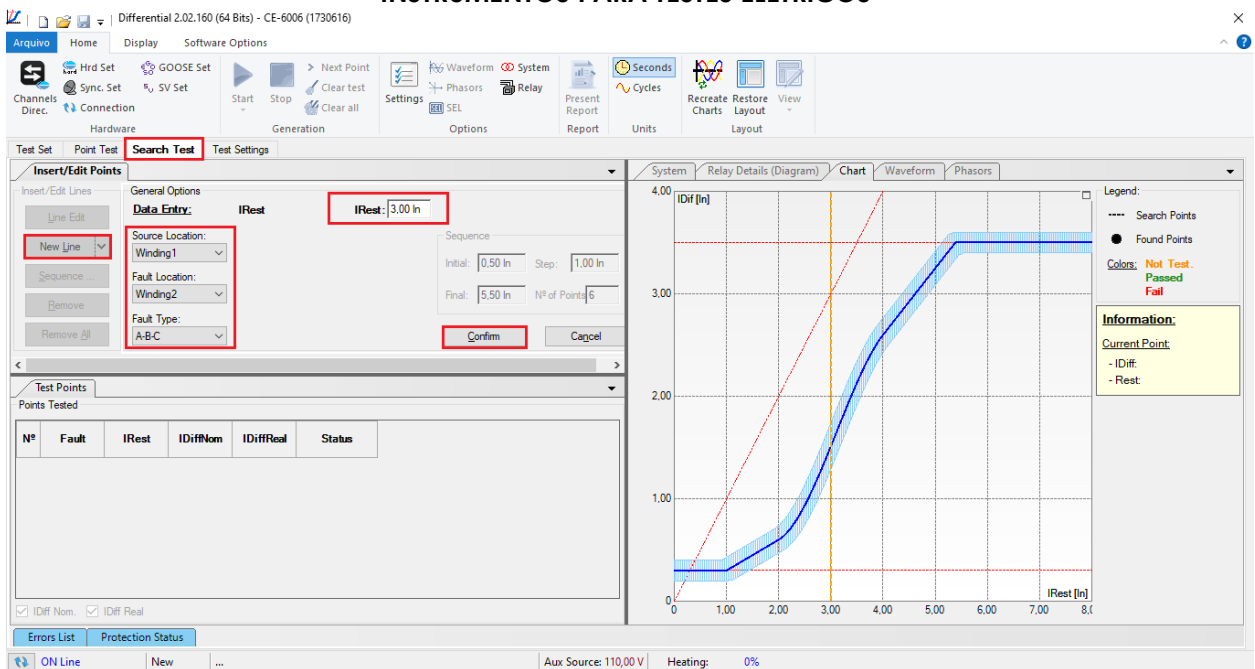 INSTRUMENTOS PARA TESTES ELÉTRICOS
Differential 2.02.160 (64 Bits) - CE-6006 (1730616)
Arquivo Home Display Software Options
Hrd Set GOOSE Set
Sync. Set SV Set
Channels Direc. Connection
Hardware
Start Stop Next Point
Clear test
Clear all
Generation
Settings Waveform System
Phasors Relay
SEL
Options
Present Report
Report
Seconds
Cycles
Units
Recreate Charts Restore Layout View
Layout
Test Set Point Test Search Test Test Settings
Insert/Edit Points
Insert/Edit Lines
Line Edit
New Line
Sequence ...
Remove
Remove All
General Options
Data Entry: IRest IRest: 3,00 In
Source Location:
Winding1
Fault Location:
Winding2
Fault Type:
A-B-C
Sequence
Initial: 0,50 In Step: 1,00 In
Final: 5,50 In Nº of Points 6
Confirm Cancel
Test Points
Points Tested
Nº Fault IRest IDiffNom IDiffReal Status
IDiff Nom. IDiff Real
System Relay Details (Diagram) Chart Waveform Phasors
4,00
IDif [In]
3,00
2,00
1,00
0
0 1,00 2,00 3,00 4,00 5,00 6,00 7,00
IRest [In]
Legend:
Search Points
Found Points
Colors: Not Test.
Passed
Fail
Information:
Current Point:
- IDiff:
- Rest:
Errors List Protection Status
ON Line New ... Aux Source: 110,00 V Heating: 0%